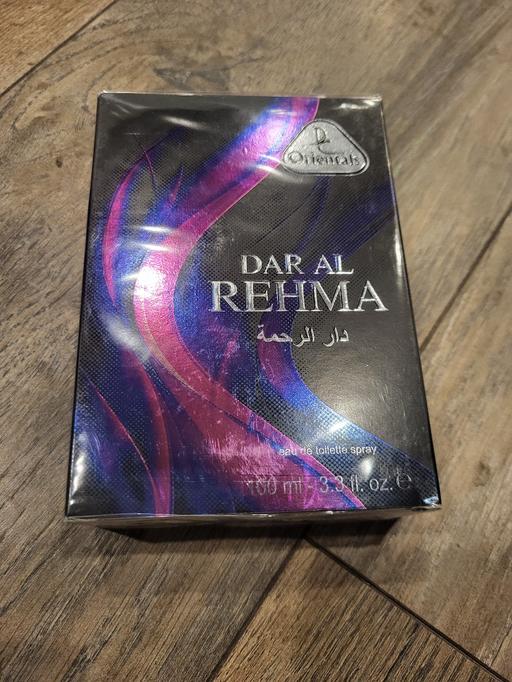 Orientals
DAR AL
REHMA
دار الرحمة
eau de toilette spray
100 ml - 3.3 fl. oz. ℮